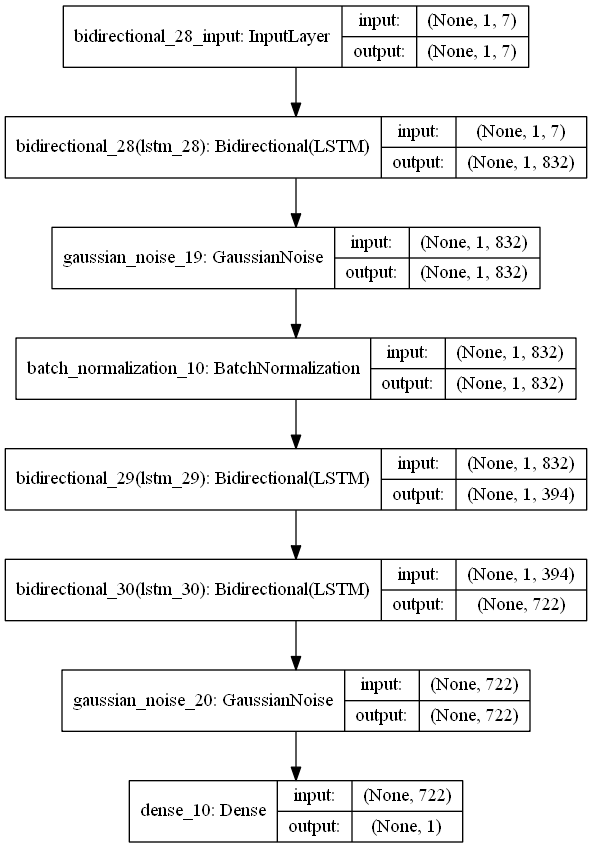 bidirectional_28_input: InputLayer
input: (None, 1, 7)
output: (None, 1, 7)
bidirectional_28(lstm_28): Bidirectional(LSTM)
input: (None, 1, 7)
output: (None, 1, 832)
gaussian_noise_19: GaussianNoise
input: (None, 1, 832)
output: (None, 1, 832)
batch_normalization_10: BatchNormalization
input: (None, 1, 832)
output: (None, 1, 832)
bidirectional_29(lstm_29): Bidirectional(LSTM)
input: (None, 1, 832)
output: (None, 1, 394)
bidirectional_30(lstm_30): Bidirectional(LSTM)
input: (None, 1, 394)
output: (None, 722)
gaussian_noise_20: GaussianNoise
input: (None, 722)
output: (None, 722)
dense_10: Dense
input: (None, 722)
output: (None, 1)